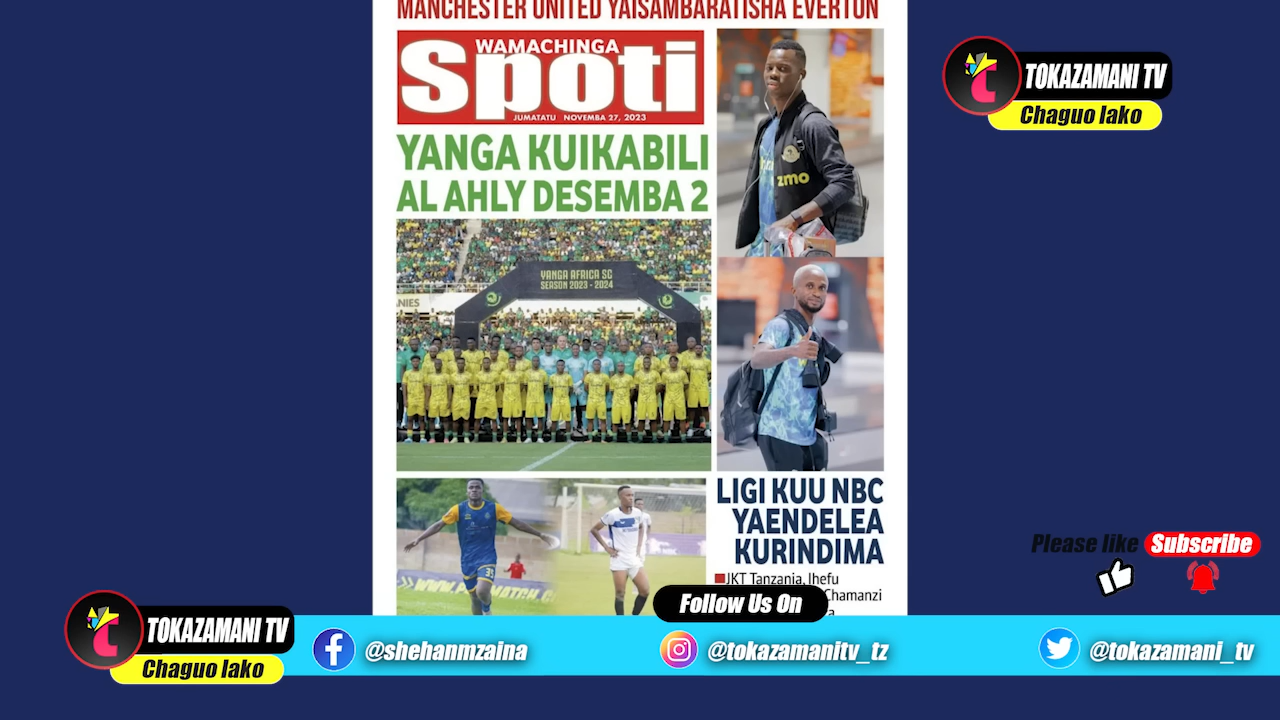 MANCHESTER UNITED YAISAMBARATISHA EVERTON
WAMACHINGA
Spoti
JUMATATU NOVEMBA 27, 2023
YANGA KUIKABILI
AL AHLY DESEMBA 2
YANGA AFRICA SC
SEASON 2023 - 2024
ANIES
zmo
LIGI KUU NBC
YAENDELEA
KURINDIMA
JKT Tanzania, Ihefu
Chamanzi
TOKAZAMANI TV
Chaguo lako
Please like Subscribe
Follow Us On
TOKAZAMANI TV
Chaguo lako
@shehanmzaina
@tokazamanitv_tz
@tokazamani_tv